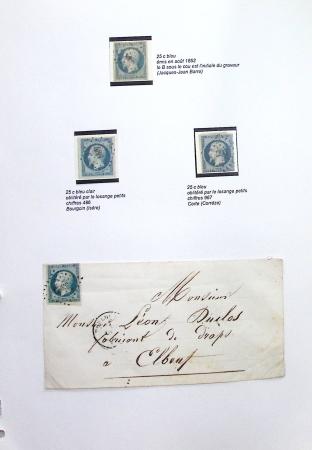 25 c bleu
émis en août 1852
le B sous le cou est l'initiale du graveur
(Jacques-Jean Barre)
25 c bleu clair
oblitéré par le losange petits
chiffres 466
Bourgoin (Isère)
25 c bleu
oblitéré par le losange petits
chiffres 967
Corte (Corrèze)
Monsieur
Monsieur Léon Duclos
fabricant de draps
à
Elbeuf